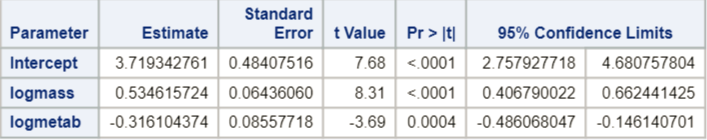 Parameter Estimate Standard Error t Value Pr > |t| 95% Confidence Limits
Intercept 3.719342761 0.48407516 7.68 <.0001 2.757927718 4.680757804
logmass 0.534615724 0.06436060 8.31 <.0001 0.406790022 0.662441425
logmetab -0.316104374 0.08557718 -3.69 0.0004 -0.486068047 -0.146140701